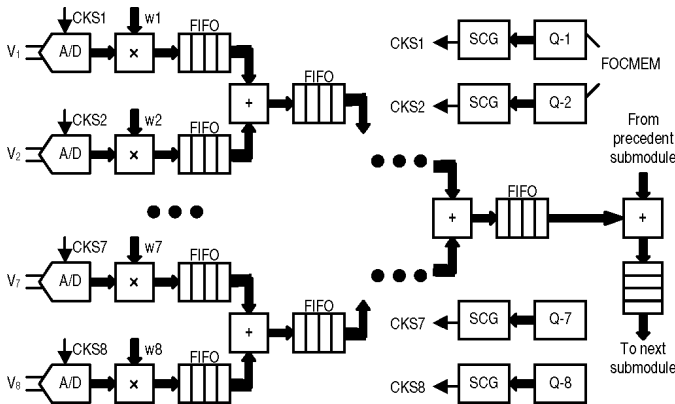 CKS1 w1 FIFO
V1 A/D × FIFO
CKS2 w2 + FIFO
V2 A/D ×
CKS1 SCG Q-1
FOCMEM
CKS2 SCG Q-2
From
precedent
submodule
FIFO
+ +
CKS7 w7 FIFO
V7 A/D × FIFO
CKS8 w8 + FIFO
V8 A/D ×
CKS7 SCG Q-7
To next
submodule
CKS8 SCG Q-8